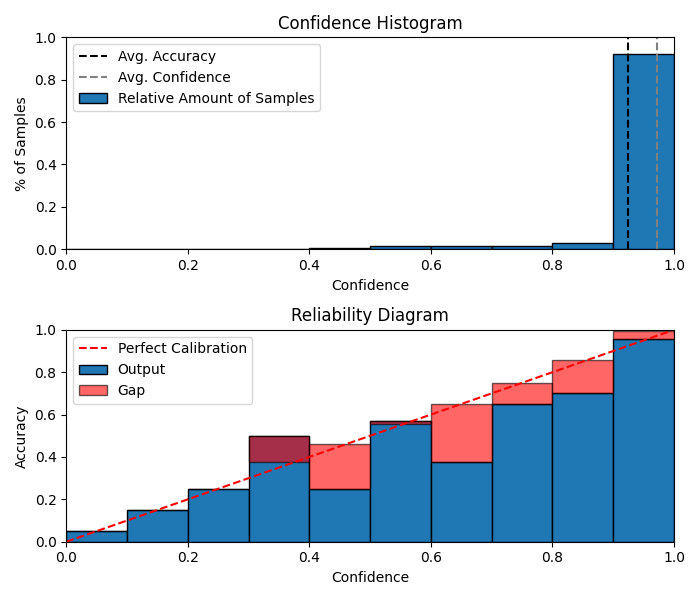 Confidence Histogram
1.0
0.8
0.6
0.4
0.2
0.0
% of Samples
Avg. Accuracy
Avg. Confidence
Relative Amount of Samples
0.0 0.2 0.4 0.6 0.8 1.0
Confidence
Reliability Diagram
1.0
0.8
0.6
0.4
0.2
0.0
Accuracy
Perfect Calibration
Output
Gap
0.0 0.2 0.4 0.6 0.8 1.0
Confidence